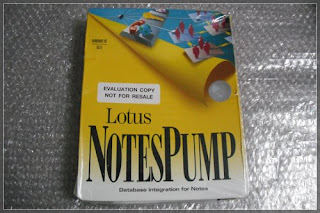 EVALUATION COPY
NOT FOR RESALE
Lotus
NOTESPUMP
Database integration for Notes